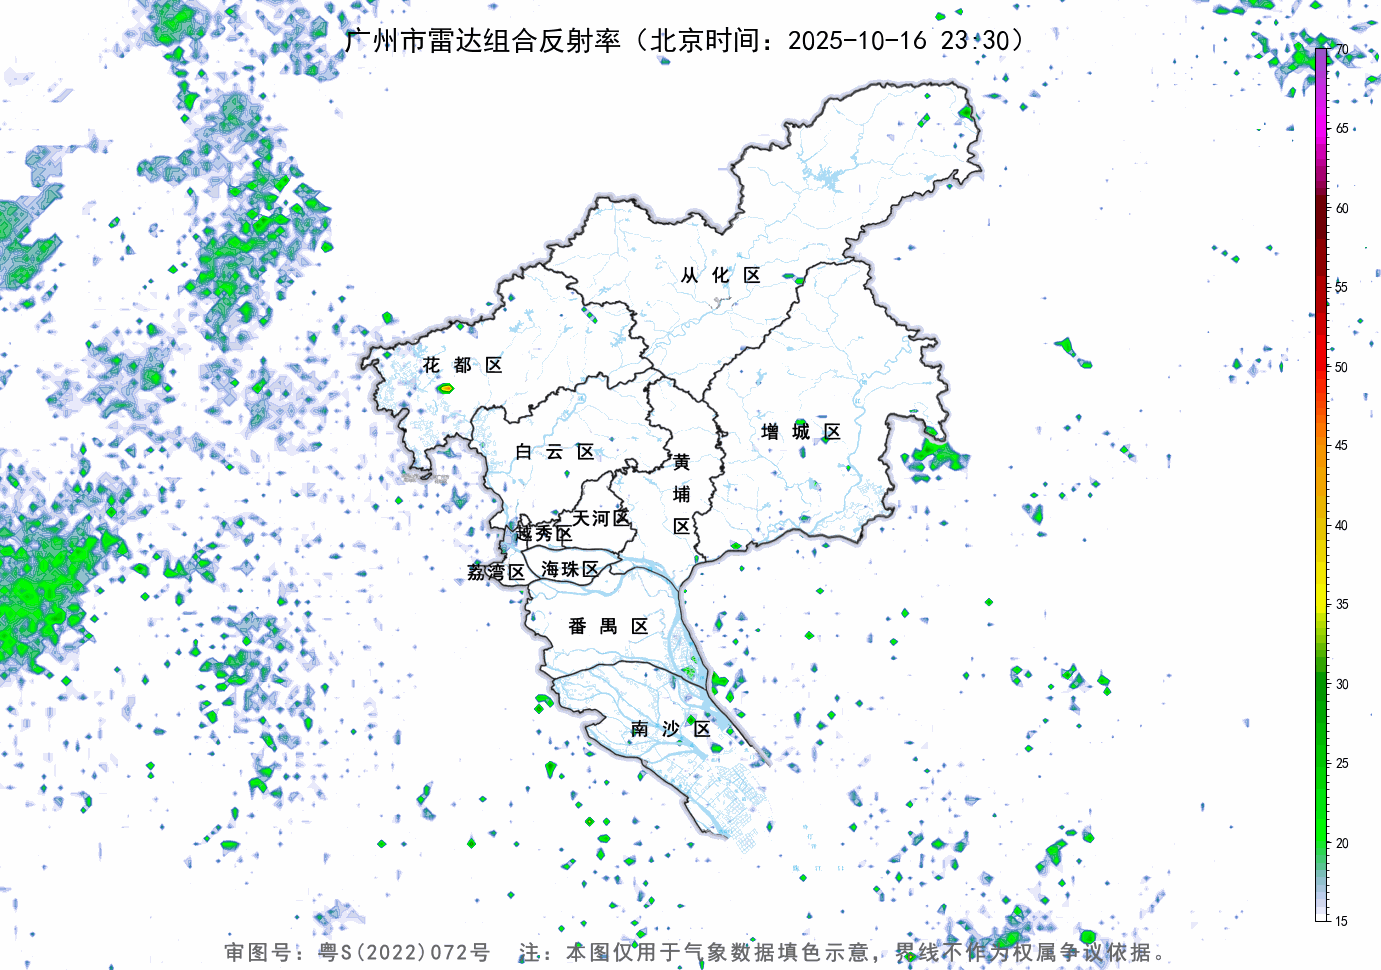 广州市雷达组合反射率（北京时间：2025-10-16 23:30）
70
65
60
55
50
45
40
35
30
25
20
15
从化区
花都区
增城区
白云区
黄埔区
天河区
越秀区
荔湾区
海珠区
番禺区
南沙区
审图号：粤S(2022)072号 注：本图仅用于气象数据填色示意，界线不作为权属争议依据。